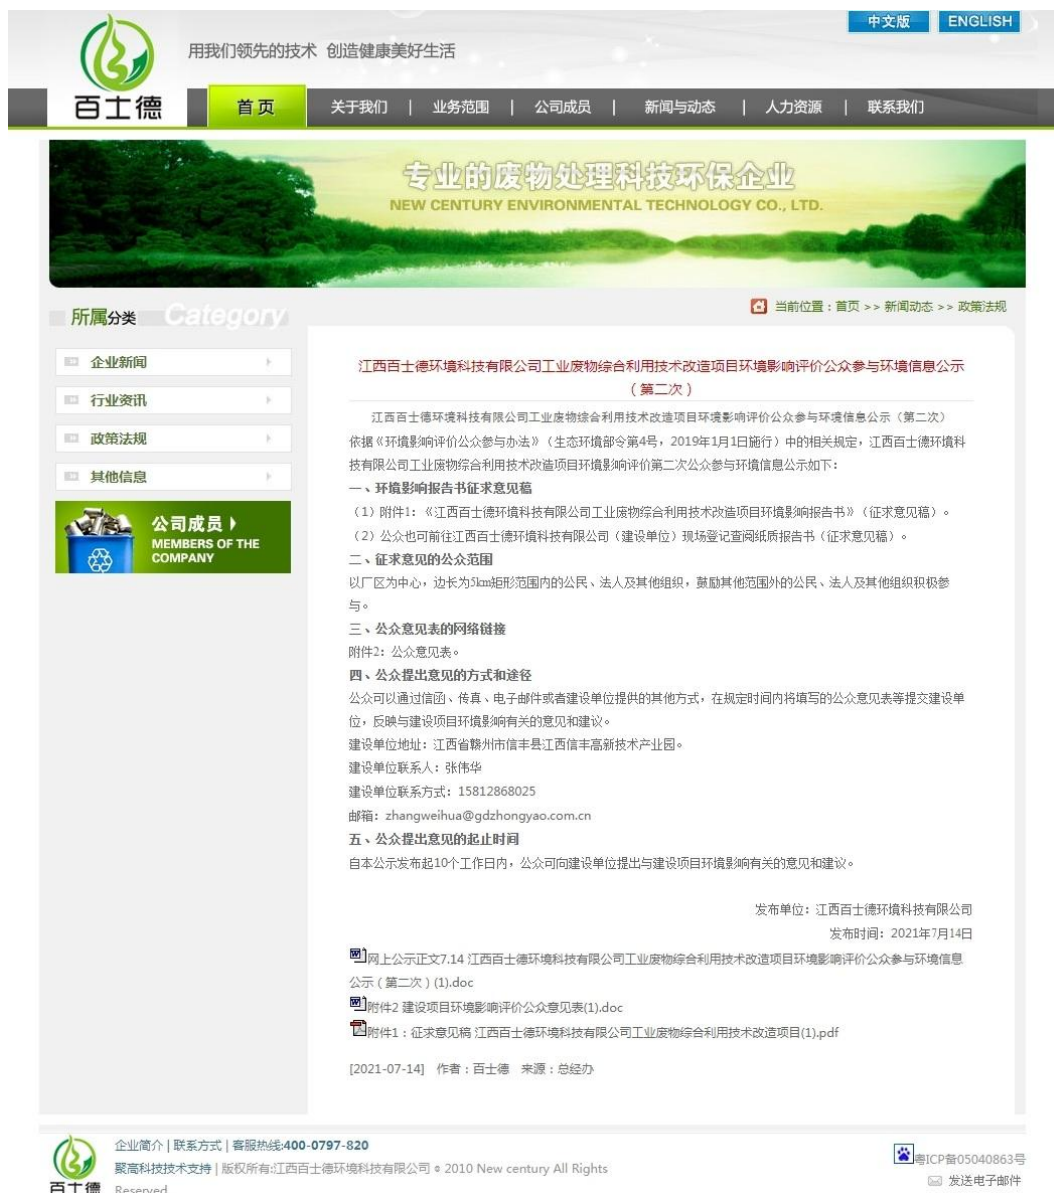 中文版
ENGLISH
用我们领先的技术 创造健康美好生活
百士德
首页
关于我们 | 业务范围 | 公司成员 | 新闻与动态 | 人力资源 | 联系我们
专业的废物处理科技环保企业
NEW CENTURY ENVIRONMENTAL TECHNOLOGY CO., LTD.
所属分类 Category
当前位置：首页 >> 新闻动态 >> 政策法规
企业新闻
行业资讯
政策法规
其他信息
公司成员
MEMBERS OF THE
COMPANY
江西百士德环境科技有限公司工业废物综合利用技术改造项目环境影响评价公众参与环境信息公示
（第二次）
江西百士德环境科技有限公司工业废物综合利用技术改造项目环境影响评价公众参与环境信息公示（第二次）
依据《环境影响评价公众参与办法》（生态环境部令第4号，2019年1月1日施行）中的相关规定，江西百士德环境科
技有限公司工业废物综合利用技术改造项目环境影响评价第二次公众参与环境信息公示如下：
一、环境影响报告书征求意见稿
（1）附件1：《江西百士德环境科技有限公司工业废物综合利用技术改造项目环境影响报告书》（征求意见稿）。
（2）公众也可前往江西百士德环境科技有限公司（建设单位）现场登记查阅纸质报告书（征求意见稿）。
二、征求意见的公众范围
以厂区为中心，边长为5km矩形范围内的公民、法人及其他组织，鼓励其他范围外的公民、法人及其他组织积极参
与。
三、公众意见表的网络链接
附件2：公众意见表。
四、公众提出意见的方式和途径
公众可以通过信函、传真、电子邮件或者建设单位提供的其他方式，在规定时间内将填写的公众意见表等提交建设单
位，反映与建设项目环境影响有关的意见和建议。
建设单位地址：江西省赣州市信丰县江西信丰高新技术产业园。
建设单位联系人：张伟华
建设单位联系方式：15812868025
邮箱：zhangweihua@gdzhongyao.com.cn
五、公众提出意见的起止时间
自本公示发布起10个工作日内，公众可向建设单位提出与建设项目环境影响有关的意见和建议。
发布单位：江西百士德环境科技有限公司
发布时间：2021年7月14日
网上公示正文7.14 江西百士德环境科技有限公司工业废物综合利用技术改造项目环境影响评价公众参与环境信息
公示（第二次）(1).doc
附件2 建设项目环境影响评价公众意见表(1).doc
附件1：征求意见稿 江西百士德环境科技有限公司工业废物综合利用技术改造项目(1).pdf
[2021-07-14] 作者：百士德 来源：总经办
企业简介 | 联系方式 | 客服热线:400-0797-820
聚高科技技术支持 | 版权所有:江西百士德环境科技有限公司 © 2010 New century All Rights
Reserved
粤ICP备05040863号
发送电子邮件
百士德